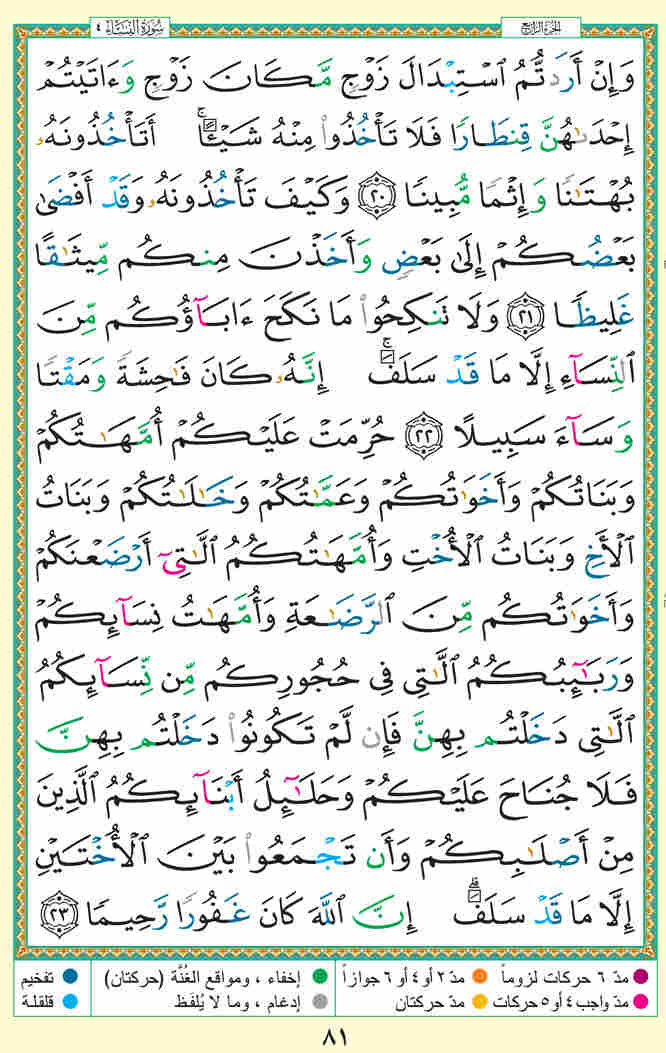 الجزء الرابع
سورة النساء ٤
وَإِنْ أَرَدتُّمُ ٱسْتِبْدَالَ زَوْجٍ مَّكَانَ زَوْجٍ وَءَاتَيْتُمْ
إِحْدَىٰهُنَّ قِنطَارًا فَلَا تَأْخُذُوا۟ مِنْهُ شَيْـًٔا ۚ أَتَأْخُذُونَهُۥ
بُهْتَـٰنًا وَإِثْمًا مُّبِينًا ﴿٢٠﴾ وَكَيْفَ تَأْخُذُونَهُۥ وَقَدْ أَفْضَىٰ
بَعْضُكُمْ إِلَىٰ بَعْضٍ وَأَخَذْنَ مِنكُم مِّيثَـٰقًا
غَلِيظًا ﴿٢١﴾ وَلَا تَنكِحُوا۟ مَا نَكَحَ ءَابَآؤُكُم مِّنَ
ٱلنِّسَآءِ إِلَّا مَا قَدْ سَلَفَ ۚ إِنَّهُۥ كَانَ فَـٰحِشَةً وَمَقْتًا
وَسَآءَ سَبِيلًا ﴿٢٢﴾ حُرِّمَتْ عَلَيْكُمْ أُمَّهَـٰتُكُمْ
وَبَنَاتُكُمْ وَأَخَوَٰتُكُمْ وَعَمَّـٰتُكُمْ وَخَـٰلَـٰتُكُمْ وَبَنَاتُ
ٱلْأَخِ وَبَنَاتُ ٱلْأُخْتِ وَأُمَّهَـٰتُكُمُ ٱلَّـٰتِىٓ أَرْضَعْنَكُمْ
وَأَخَوَٰتُكُم مِّنَ ٱلرَّضَـٰعَةِ وَأُمَّهَـٰتُ نِسَآئِكُمْ
وَرَبَـٰٓئِبُكُمُ ٱلَّـٰتِى فِى حُجُورِكُم مِّن نِّسَآئِكُمُ
ٱلَّـٰتِى دَخَلْتُم بِهِنَّ فَإِن لَّمْ تَكُونُوا۟ دَخَلْتُم بِهِنَّ
فَلَا جُنَاحَ عَلَيْكُمْ وَحَلَـٰٓئِلُ أَبْنَآئِكُمُ ٱلَّذِينَ
مِنْ أَصْلَـٰبِكُمْ وَأَن تَجْمَعُوا۟ بَيْنَ ٱلْأُخْتَيْنِ
إِلَّا مَا قَدْ سَلَفَ ۗ إِنَّ ٱللَّهَ كَانَ غَفُورًا رَّحِيمًا ﴿٢٣﴾
مدّ ٦ حركات لزوماً مدّ ٢ أو ٤ أو ٦ جوازاً إخفاء ، ومواقع الغُنَّة (حركتان) تفخيم
مدّ واجب ٤ أو ٥ حركات مدّ حركتان إدغام ، وما لا يُلفَظ قلقلة
٨١